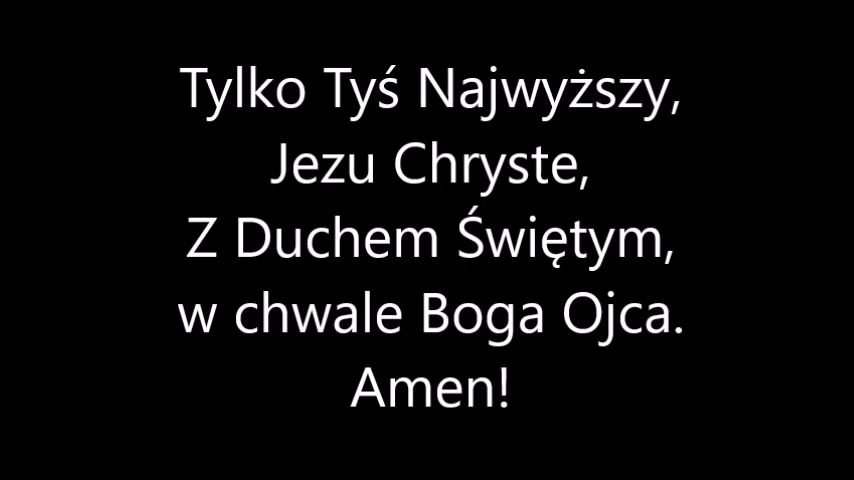 Tylko Tyś Najwyższy,
Jezu Chryste,
Z Duchem Świętym,
w chwale Boga Ojca.
Amen!